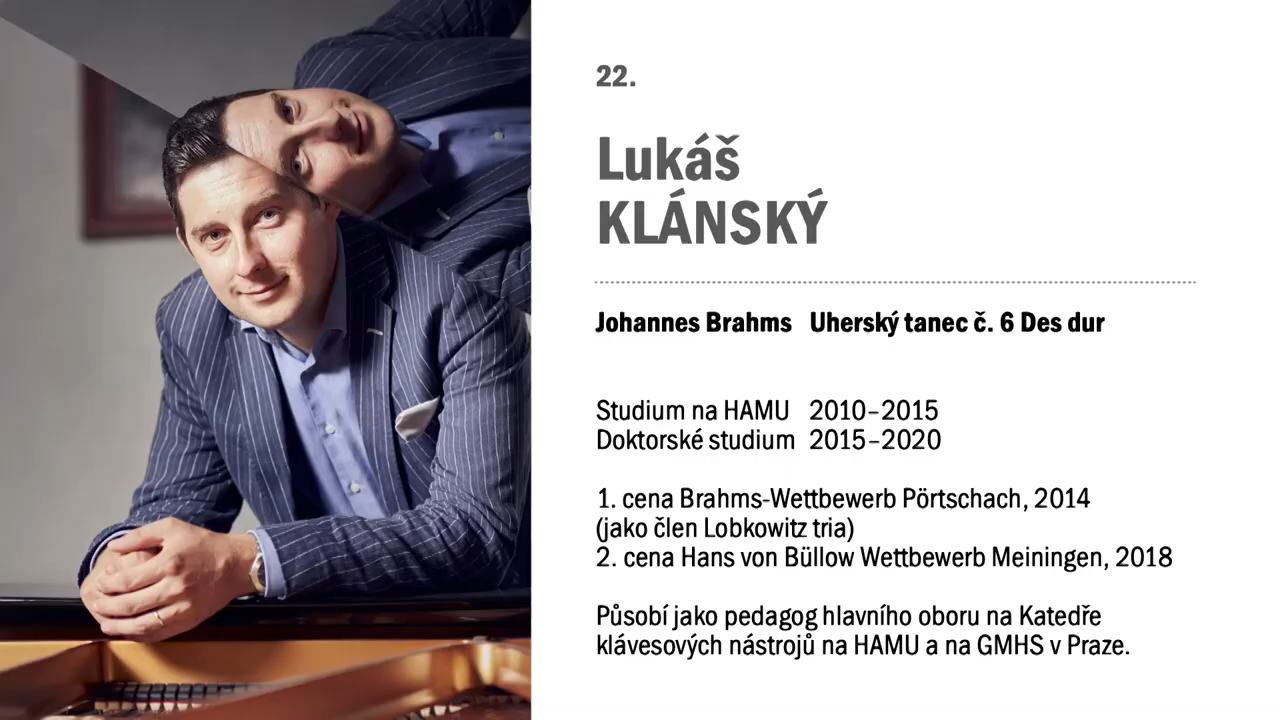 22.
Lukáš
KLÁNSKÝ
Johannes Brahms Uherský tanec č. 6 Des dur
Studium na HAMU 2010–2015
Doktorské studium 2015–2020
1. cena Brahms-Wettbewerb Pörtschach, 2014
(jako člen Lobkowitz tria)
2. cena Hans von Büllow Wettbewerb Meiningen, 2018
Působí jako pedagog hlavního oboru na Katedře
klávesových nástrojů na HAMU a na GMHS v Praze.